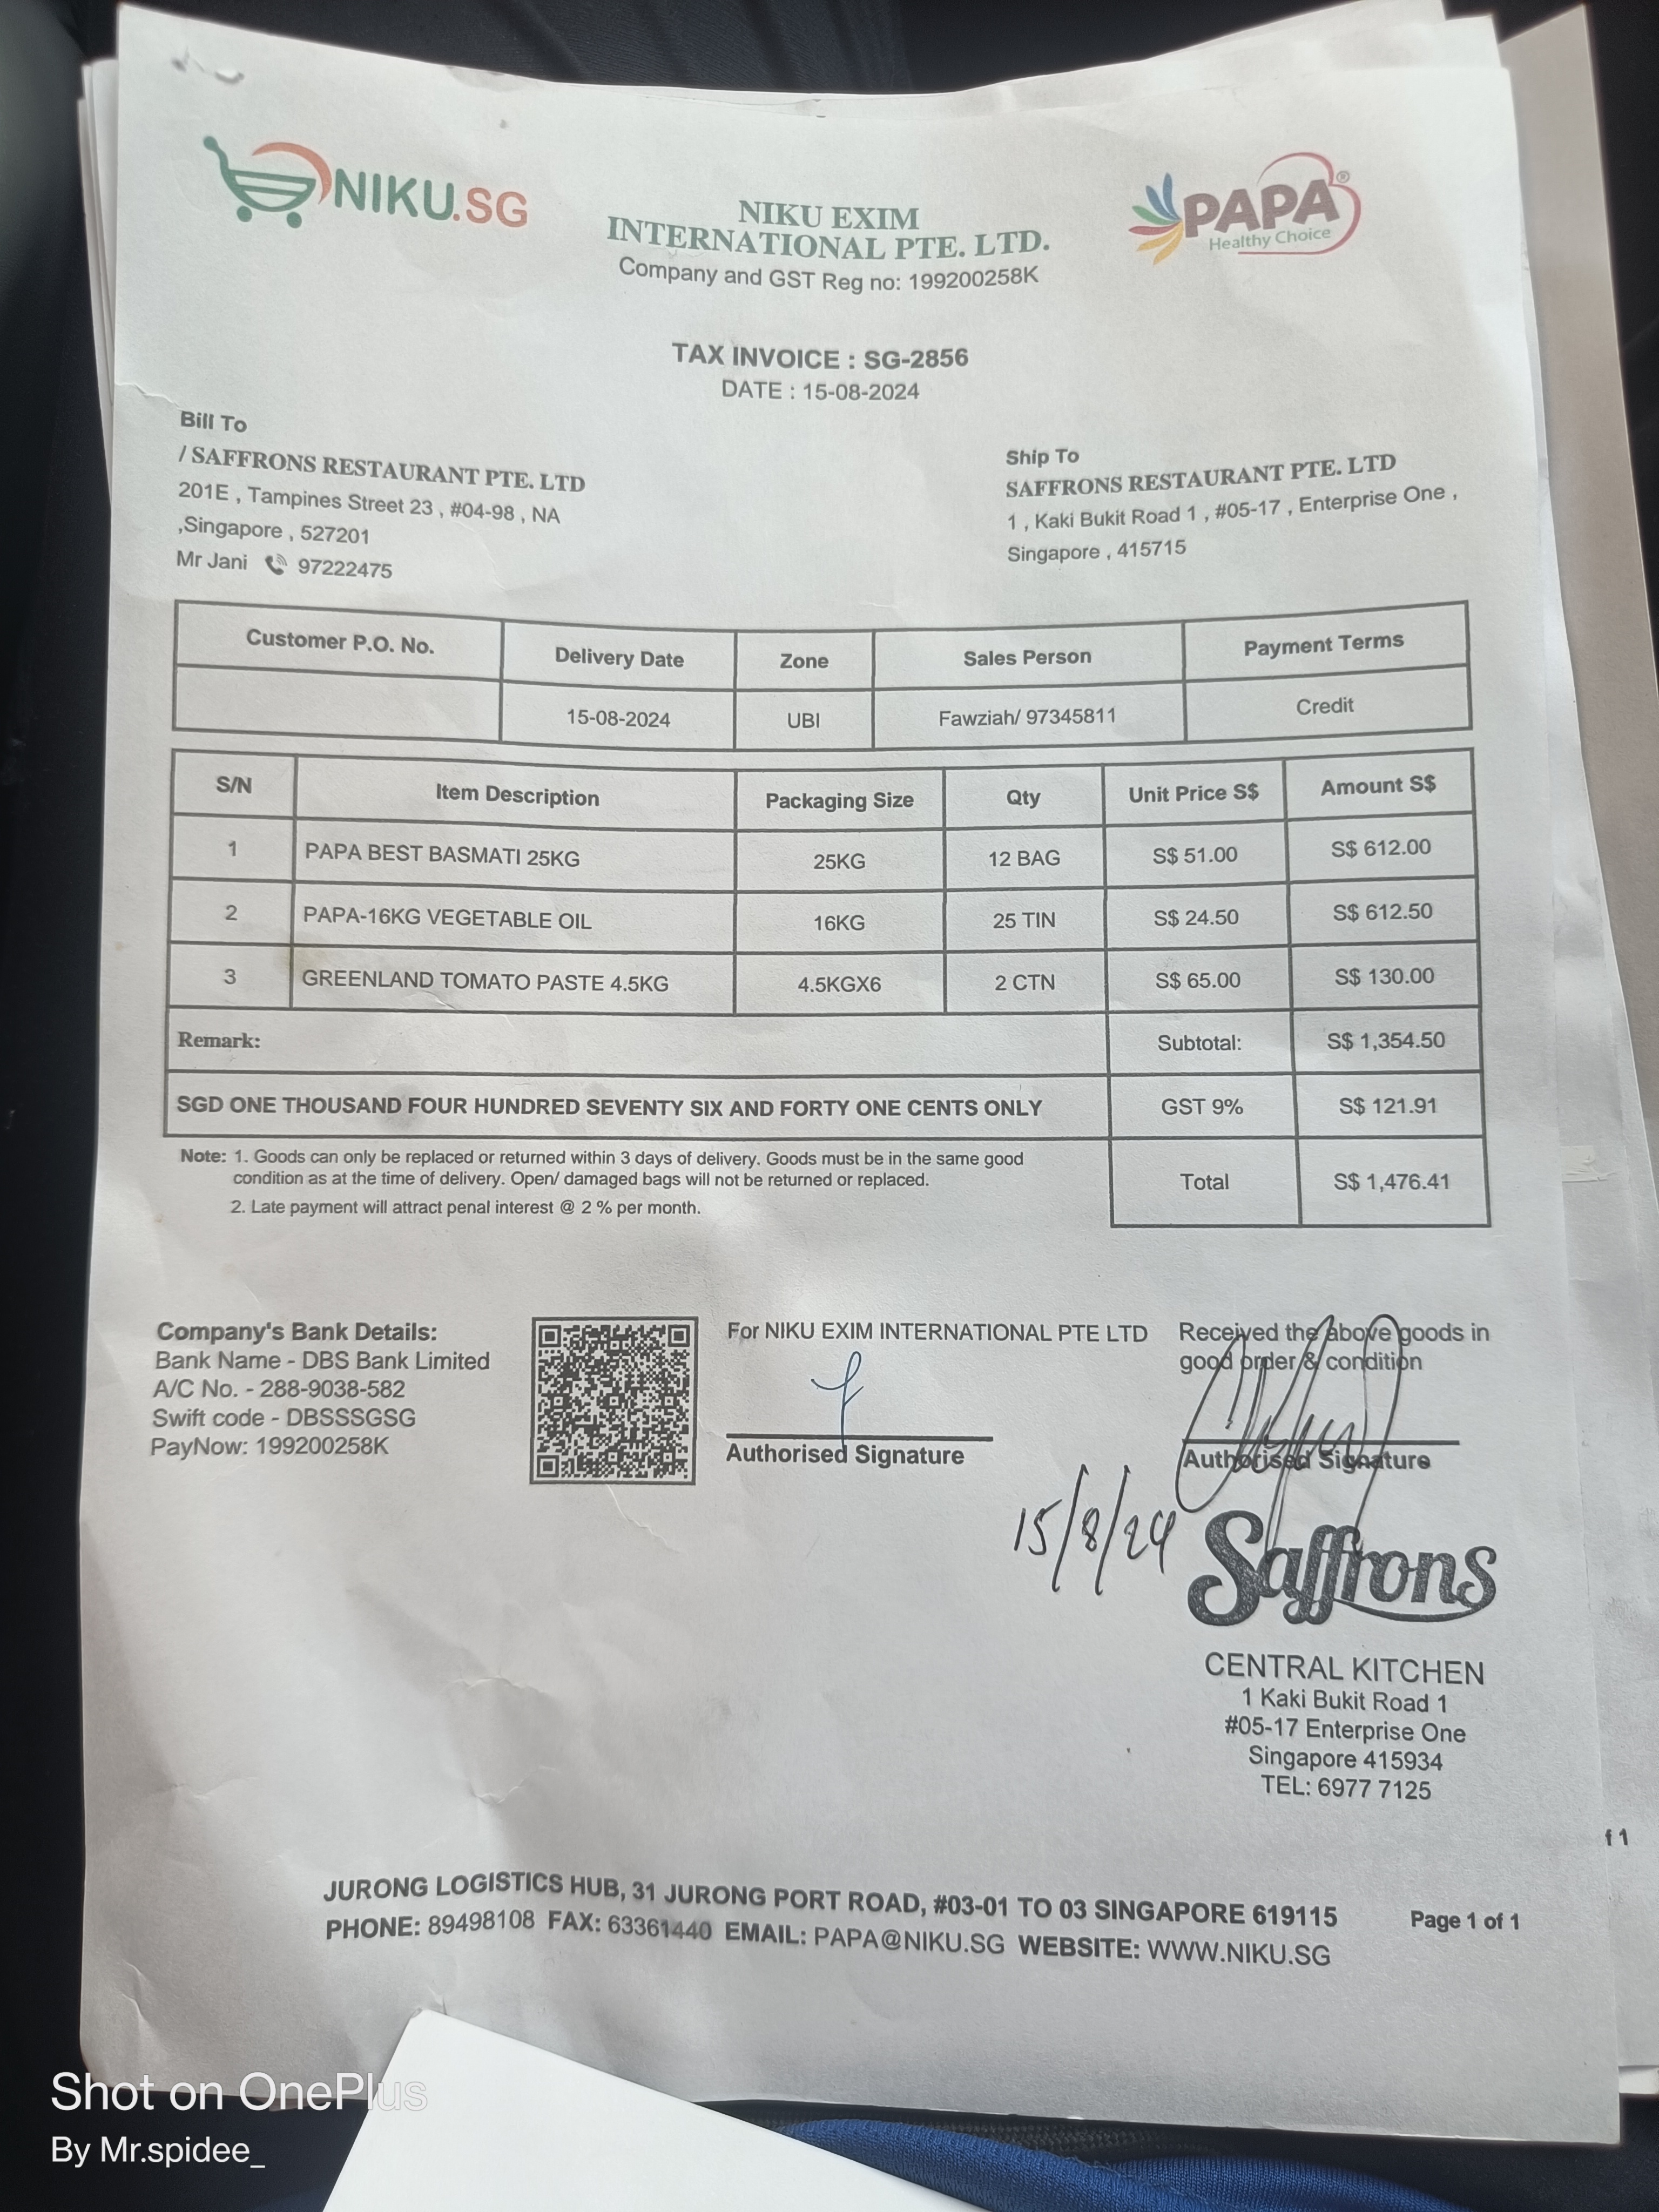 NIKU.SG
NIKU EXIM
INTERNATIONAL PTE. LTD.
Company and GST Reg no: 199200258K
PAPA®
Healthy Choice
TAX INVOICE : SG-2856
DATE : 15-08-2024
Bill To
/ SAFFRONS RESTAURANT PTE. LTD
201E , Tampines Street 23 , #04-98 , NA
,Singapore , 527201
Mr Jani 97222475
Ship To
SAFFRONS RESTAURANT PTE. LTD
1 , Kaki Bukit Road 1 , #05-17 , Enterprise One ,
Singapore , 415715
Customer P.O. No. Delivery Date Zone Sales Person Payment Terms
15-08-2024 UBI Fawziah/ 97345811 Credit
S/N Item Description Packaging Size Qty Unit Price S$ Amount S$
1 PAPA BEST BASMATI 25KG 25KG 12 BAG S$ 51.00 S$ 612.00
2 PAPA-16KG VEGETABLE OIL 16KG 25 TIN S$ 24.50 S$ 612.50
3 GREENLAND TOMATO PASTE 4.5KG 4.5KGX6 2 CTN S$ 65.00 S$ 130.00
Remark: Subtotal: S$ 1,354.50
SGD ONE THOUSAND FOUR HUNDRED SEVENTY SIX AND FORTY ONE CENTS ONLY GST 9% S$ 121.91
Total S$ 1,476.41
Note: 1. Goods can only be replaced or returned within 3 days of delivery. Goods must be in the same good
condition as at the time of delivery. Open/ damaged bags will not be returned or replaced.
2. Late payment will attract penal interest @ 2 % per month.
Company's Bank Details:
Bank Name - DBS Bank Limited
A/C No. - 288-9038-582
Swift code - DBSSSGSG
PayNow: 199200258K
For NIKU EXIM INTERNATIONAL PTE LTD
Authorised Signature
Received the above goods in
good order & condition
Authorised Signature
15/8/24
Saffrons
CENTRAL KITCHEN
1 Kaki Bukit Road 1
#05-17 Enterprise One
Singapore 415934
TEL: 6977 7125
f 1
JURONG LOGISTICS HUB, 31 JURONG PORT ROAD, #03-01 TO 03 SINGAPORE 619115
PHONE: 89498108 FAX: 63361440 EMAIL: PAPA@NIKU.SG WEBSITE: WWW.NIKU.SG
Page 1 of 1
Shot on OnePlus
By Mr.spidee_